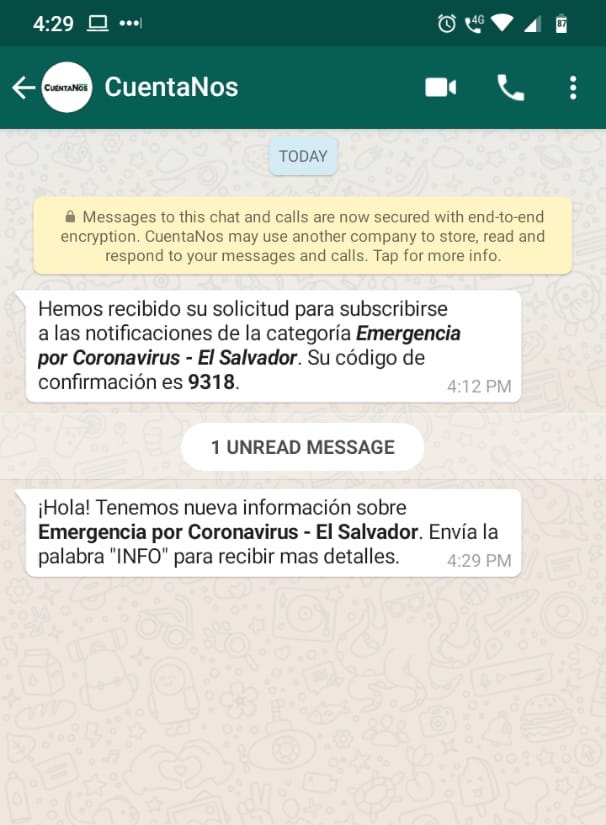 4:29
4G
87
CUÉNTANOS
CuentaNos
TODAY
Messages to this chat and calls are now secured with end-to-end
encryption. CuentaNos may use another company to store, read and
respond to your messages and calls. Tap for more info.
Hemos recibido su solicitud para subscribirse
a las notificaciones de la categoría Emergencia
por Coronavirus - El Salvador. Su código de
confirmación es 9318.
4:12 PM
1 UNREAD MESSAGE
¡Hola! Tenemos nueva información sobre
Emergencia por Coronavirus - El Salvador. Envía la
palabra "INFO" para recibir mas detalles.
4:29 PM